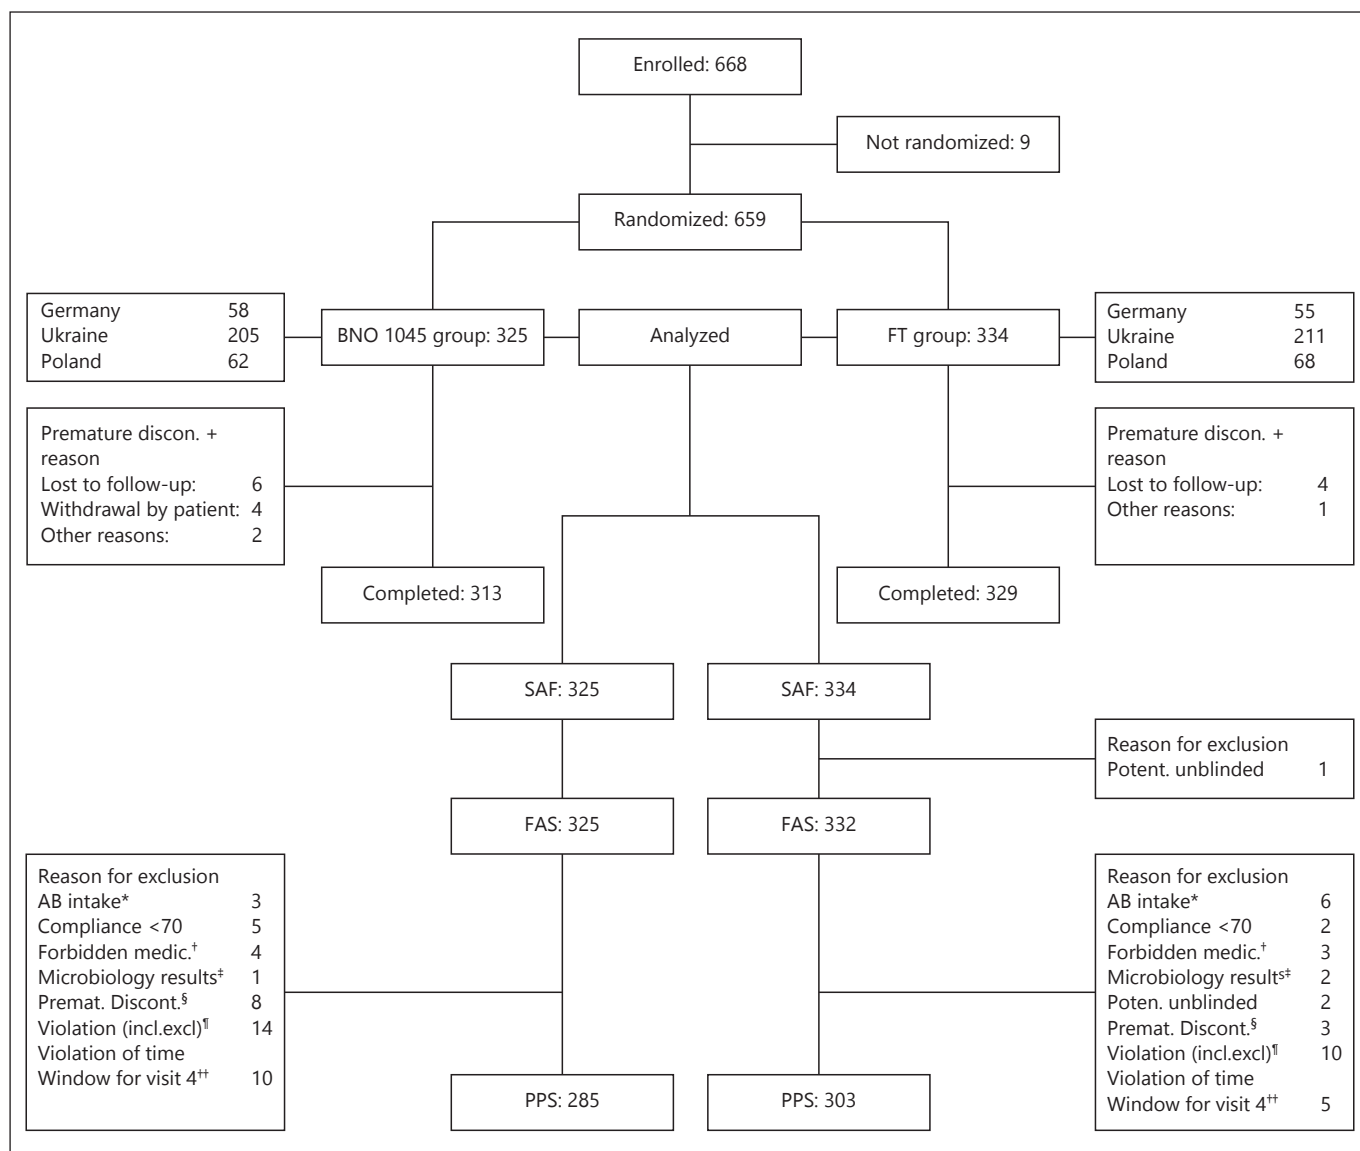 Enrolled: 668
Not randomized: 9
Randomized: 659
Germany 58
Ukraine 205
Poland 62
BNO 1045 group: 325
Analyzed
FT group: 334
Germany 55
Ukraine 211
Poland 68
Premature discon. +
reason
Lost to follow-up: 6
Withdrawal by patient: 4
Other reasons: 2
Premature discon. +
reason
Lost to follow-up: 4
Other reasons: 1
Completed: 313
Completed: 329
SAF: 325
SAF: 334
Reason for exclusion
Potent. unblinded 1
FAS: 325
FAS: 332
Reason for exclusion
AB intake* 3
Compliance <70 5
Forbidden medic.† 4
Microbiology results‡ 1
Premat. Discont.§ 8
Violation (incl.excl)¶ 14
Violation of time
Window for visit 4†† 10
Reason for exclusion
AB intake* 6
Compliance <70 2
Forbidden medic.† 3
Microbiology results‡ 2
Poten. unblinded 2
Premat. Discont.§ 3
Violation (incl.excl)¶ 10
Violation of time
Window for visit 4†† 5
PPS: 285
PPS: 303